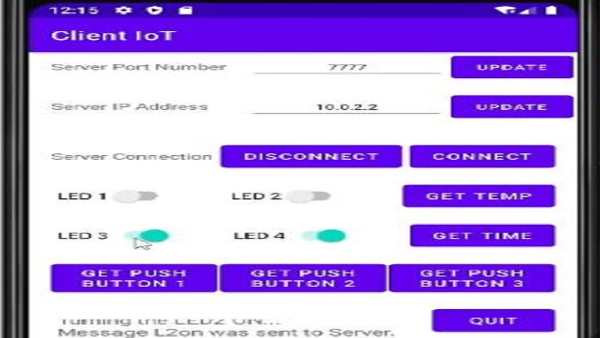 12:15
Client IoT
Server Port Number 7777 UPDATE
Server IP Address 10.0.2.2 UPDATE
Server Connection DISCONNECT CONNECT
LED 1 LED 2 GET TEMP
LED 3 LED 4 GET TIME
GET PUSH BUTTON 1 GET PUSH BUTTON 2 GET PUSH BUTTON 3
Turning the LED2 ON...
Message L2on was sent to Server.
QUIT